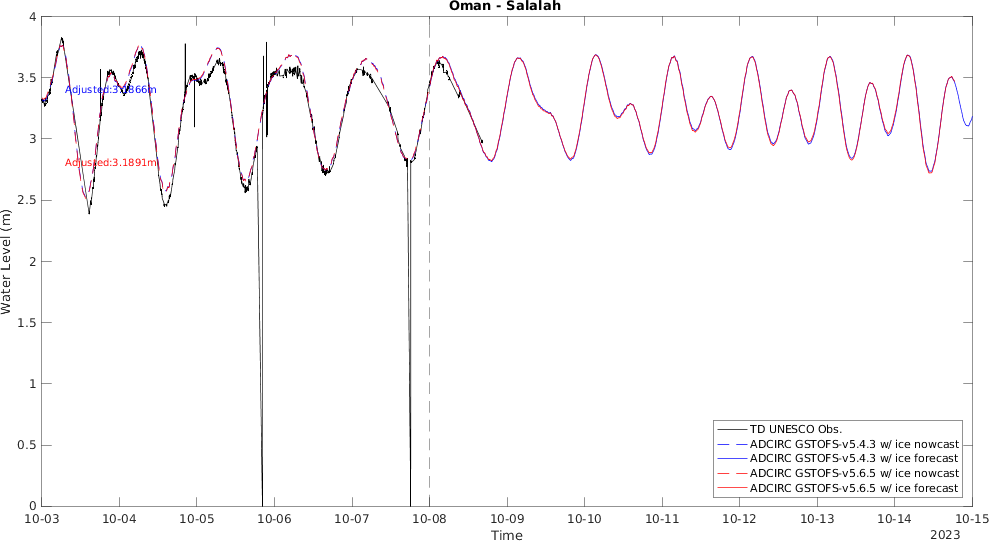 Oman - Salalah
Water Level (m)
4
3.5
3
2.5
2
1.5
1
0.5
0
Adjusted:3.1891m
10-03
10-04
10-05
10-06
10-07
10-08
10-09
10-10
10-11
10-12
10-13
10-14
10-15
Time
2023
TD UNESCO Obs.
ADCIRC GSTOFS-v5.4.3 w/ ice nowcast
ADCIRC GSTOFS-v5.4.3 w/ ice forecast
ADCIRC GSTOFS-v5.6.5 w/ ice nowcast
ADCIRC GSTOFS-v5.6.5 w/ ice forecast